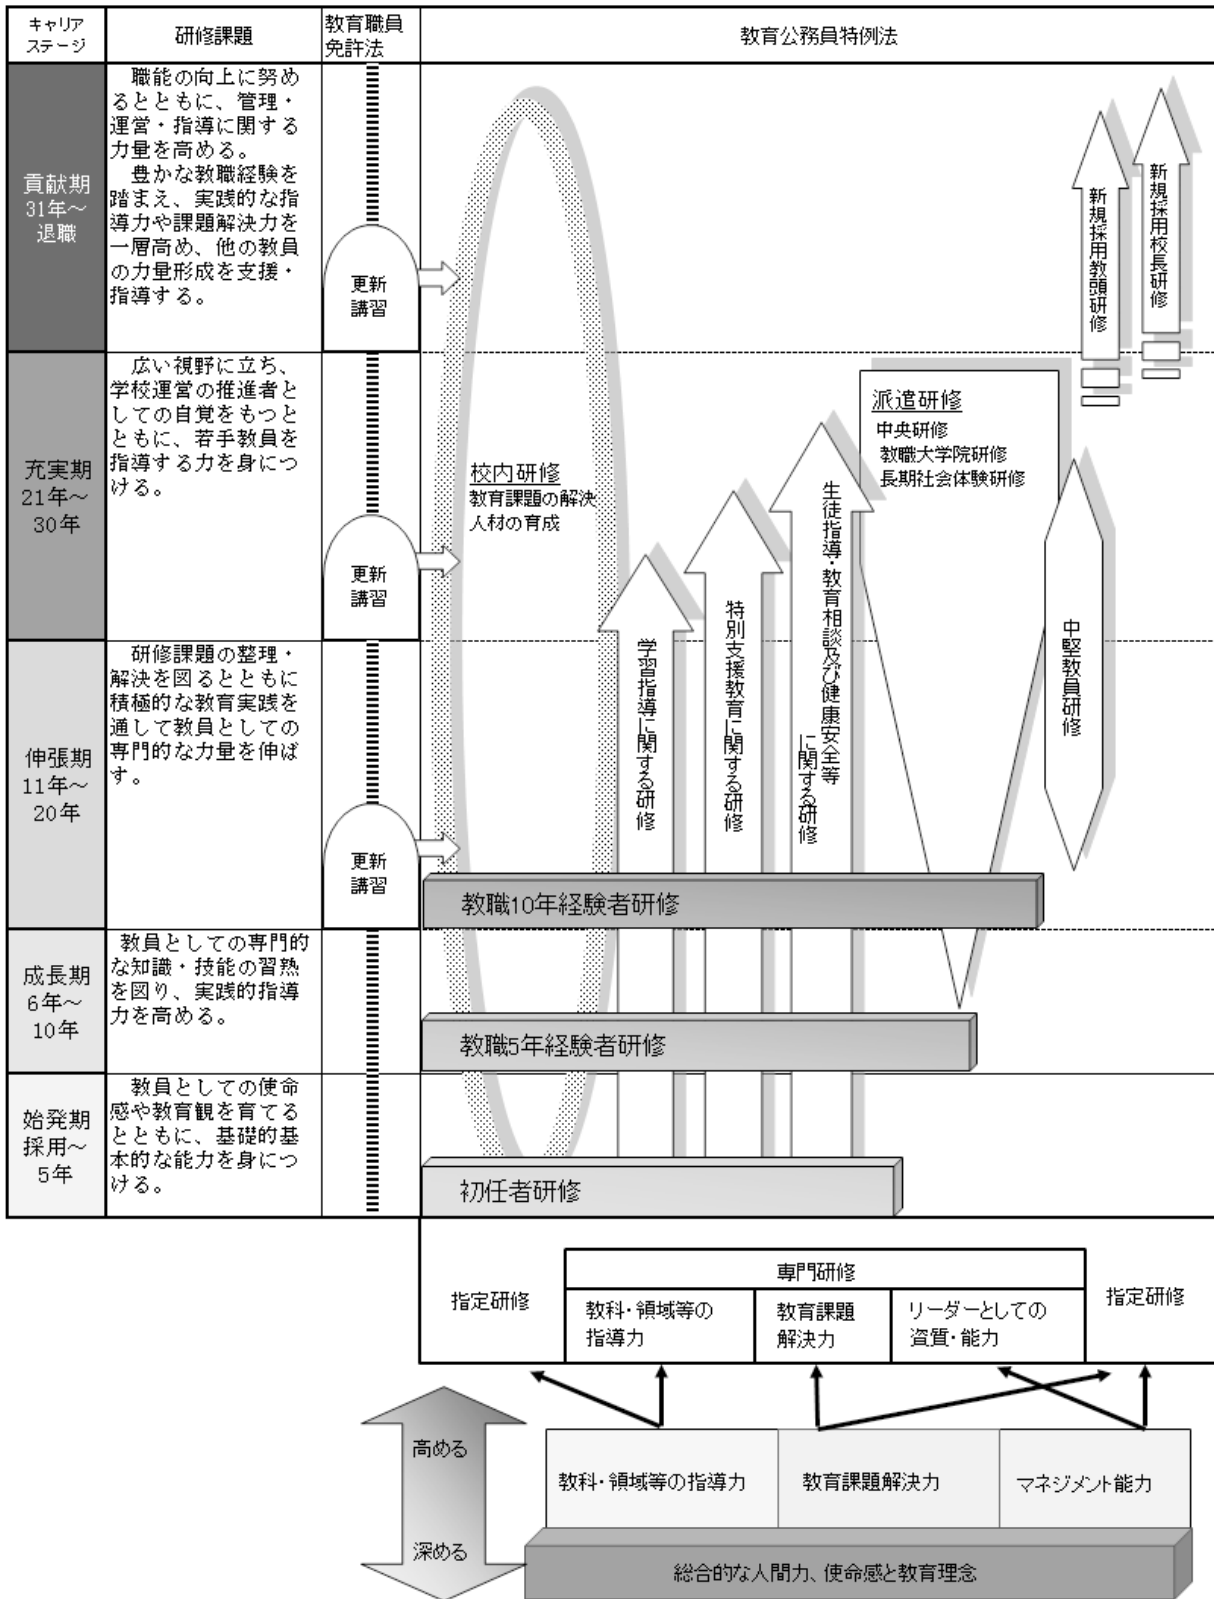 キャリア
ステージ
研修課題
教育職員
免許法
教育公務員特例法
貢献期
31年～
退職
職能の向上に努め
るとともに、管理・
運営・指導に関する
力量を高める。
豊かな教職経験を
踏まえ、実践的な指
導力や課題解決力を
一層高め、他の教員
の力量形成を支援・
指導する。
更新
講習
新規採用教頭研修
新規採用校長研修
充実期
21年～
30年
広い視野に立ち、
学校運営の推進者と
しての自覚をもつと
ともに、若手教員を
指導する力を身につ
ける。
更新
講習
校内研修
教育課題の解決
人材の育成
派遣研修
中央研修
教職大学院研修
長期社会体験研修
伸張期
11年～
20年
研修課題の整理・
解決を図るとともに
積極的な教育実践を
通して教員としての
専門的な力量を伸ば
す。
更新
講習
学習指導に関する研修
特別支援教育に関する研修
生徒指導・教育相談及び健康安全等
に関する研修
中堅教員研修
教職10年経験者研修
成長期
6年～
10年
教員としての専門的
な知識・技能の習熟
を図り、実践的指導
力を高める。
教職5年経験者研修
始発期
採用～
5年
教員としての使命
感や教育観を育てる
とともに、基礎的基
本的な能力を身につ
ける。
初任者研修
指定研修
専門研修
教科・領域等の
指導力
教育課題
解決力
リーダーとしての
資質・能力
指定研修
高める
深める
教科・領域等の指導力
教育課題解決力
マネジメント能力
総合的な人間力、使命感と教育理念